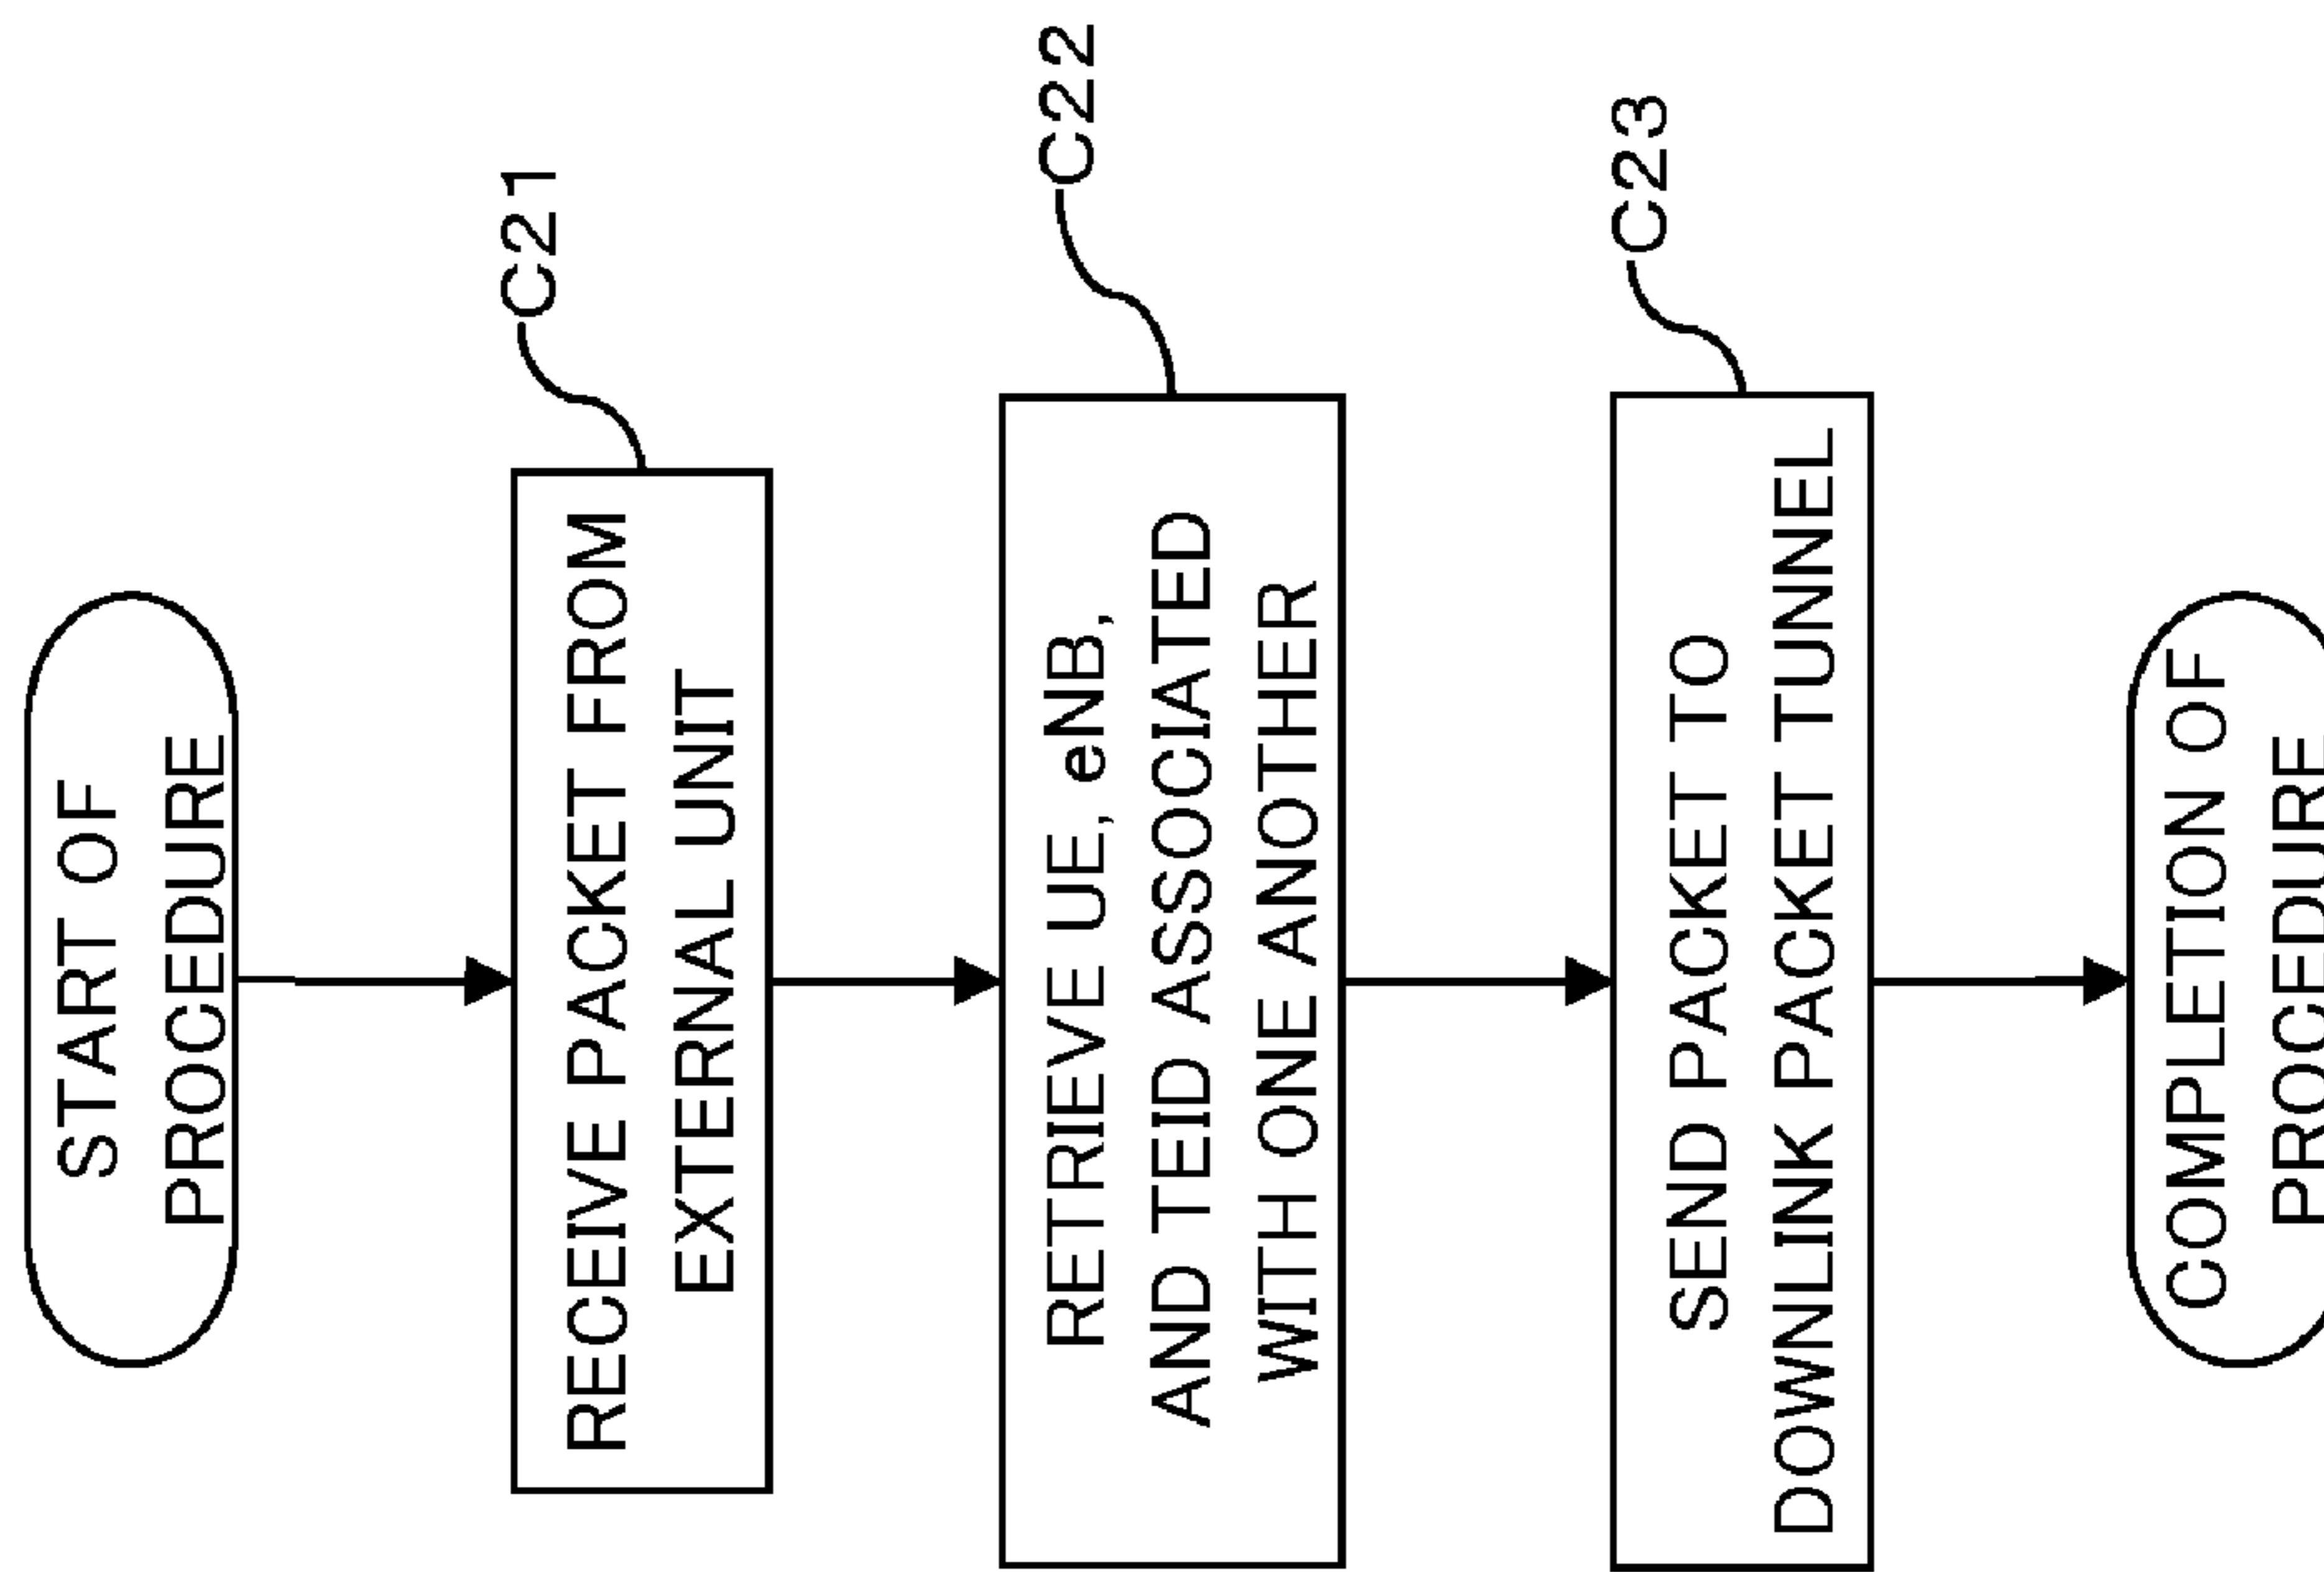 START OF
PROCEDURE
C21
RECEIVE PACKET FROM
EXTERNAL UNIT
C22
RETRIEVE UE, eNB,
AND TEID ASSOCIATED
WITH ONE ANOTHER
C23
SEND PACKET TO
DOWNLINK PACKET TUNNEL
COMPLETION OF
PROCEDURE